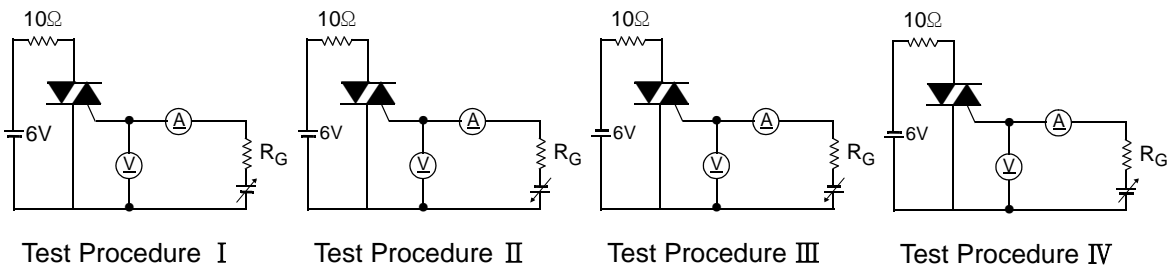 10Ω 10Ω 10Ω 10Ω
6V A 6V A 6V A 6V A
V RG V RG V RG V RG
Test Procedure Ⅰ Test Procedure Ⅱ Test Procedure Ⅲ Test Procedure Ⅳ